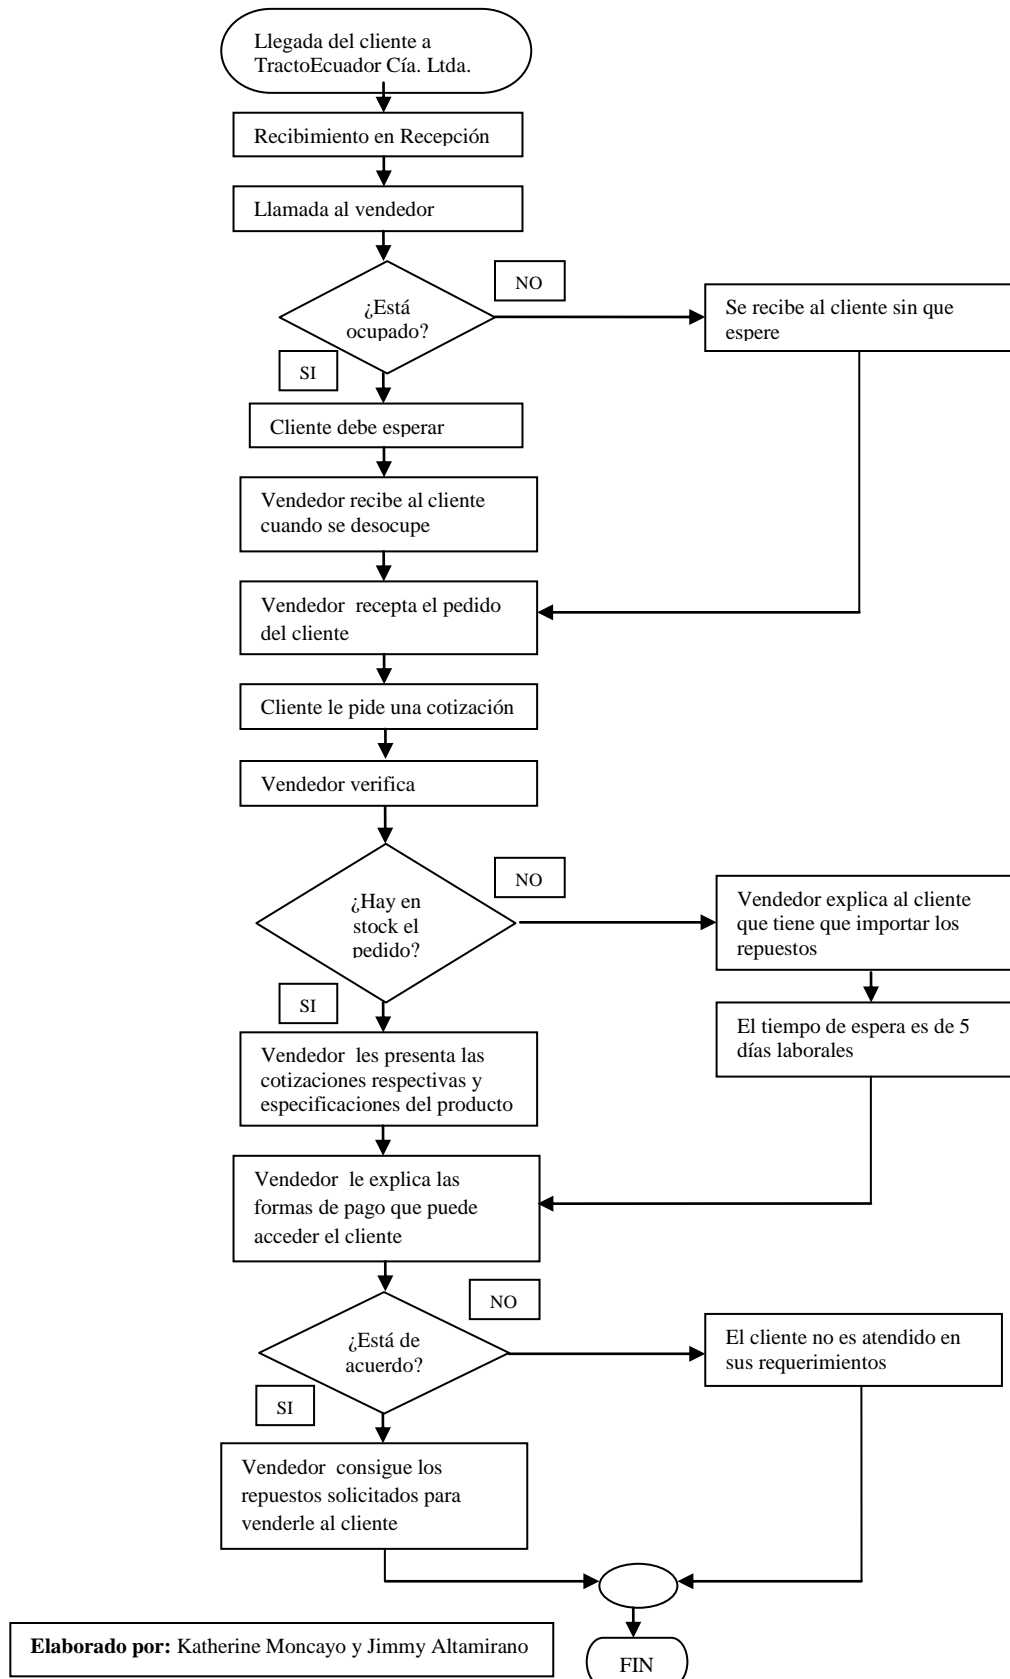 Llegada del cliente a
TractoEcuador Cía. Ltda.
Recibimiento en Recepción
Llamada al vendedor
NO
¿Está
ocupado?
Se recibe al cliente sin que
espere
SI
Cliente debe esperar
Vendedor recibe al cliente
cuando se desocupe
Vendedor recepta el pedido
del cliente
Cliente le pide una cotización
Vendedor verifica
NO
¿Hay en
stock el
pedido?
Vendedor explica al cliente
que tiene que importar los
repuestos
SI
El tiempo de espera es de 5
días laborales
Vendedor les presenta las
cotizaciones respectivas y
especificaciones del producto
Vendedor le explica las
formas de pago que puede
acceder el cliente
NO
¿Está de
acuerdo?
El cliente no es atendido en
sus requerimientos
SI
Vendedor consigue los
repuestos solicitados para
venderle al cliente
Elaborado por: Katherine Moncayo y Jimmy Altamirano
FIN